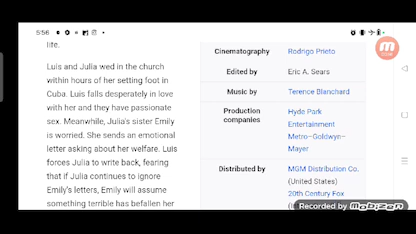 5:56
life.
Luis and Julia wed in the church
within hours of her setting foot in
Cuba. Luis falls desperately in love
with her and they have passionate
sex. Meanwhile, Julia's sister Emily
is worried. She sends an emotional
letter asking about her welfare. Luis
forces Julia to write back, fearing
that if Julia continues to ignore
Emily's letters, Emily will assume
something terrible has befallen her
Cinematography Rodrigo Prieto
Edited by Eric A. Sears
Music by Terence Blanchard
Production Hyde Park
companies Entertainment
Metro–Goldwyn–
Mayer
Distributed by MGM Distribution Co.
(United States)
20th Century Fox
Recorded by Mobizen